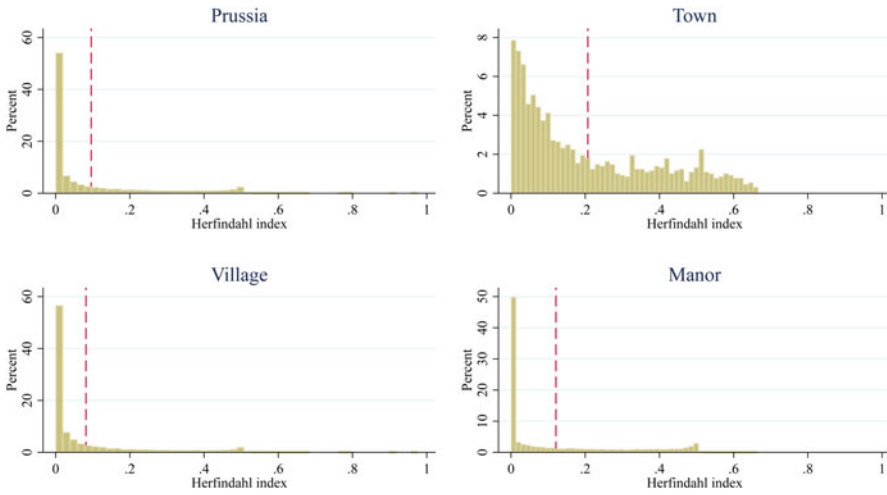 Prussia
Percent
60
40
20
0
0 .2 .4 .6 .8 1
Herfindahl index
Town
Percent
8
6
4
2
0
0 .2 .4 .6 .8 1
Herfindahl index
Village
Percent
60
40
20
0
0 .2 .4 .6 .8 1
Herfindahl index
Manor
Percent
50
40
30
20
10
0
0 .2 .4 .6 .8 1
Herfindahl index